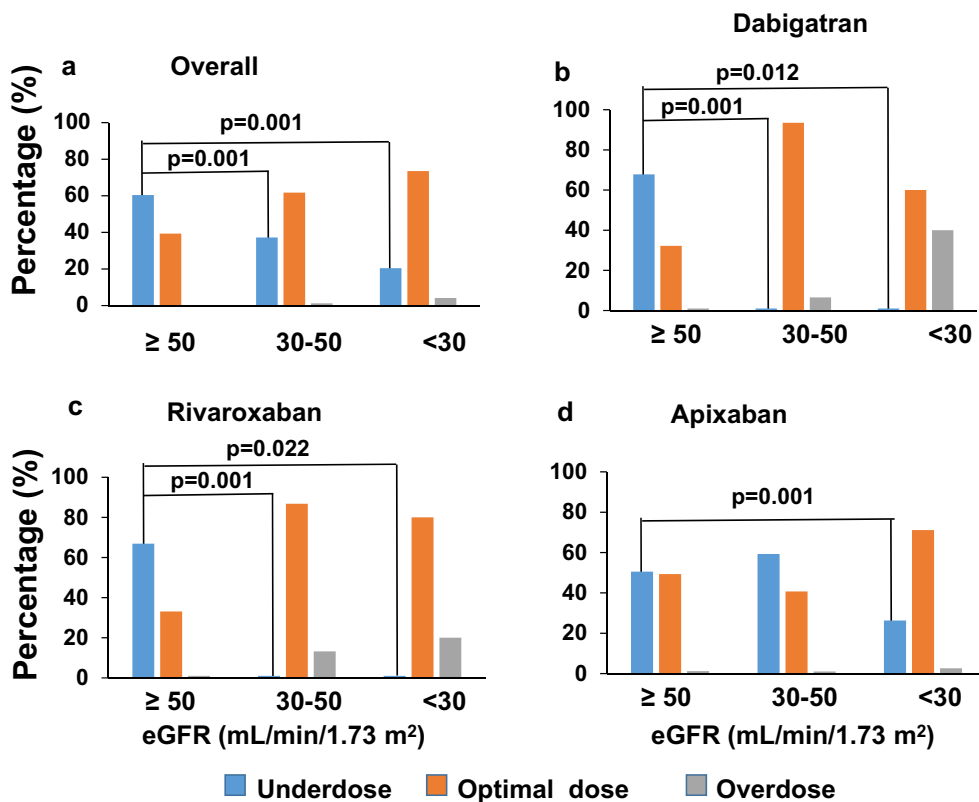 Dabigatran
a
Overall
b
p=0.012
Percentage (%)
p=0.001
p=0.001
p=0.001
100
80
60
40
20
0
100
80
60
40
20
0
≥ 50
30-50
<30
≥ 50
30-50
<30
c
Rivaroxaban
d
Apixaban
p=0.022
Percentage (%)
p=0.001
p=0.001
100
80
60
40
20
0
100
80
60
40
20
0
≥ 50
30-50
<30
≥ 50
30-50
<30
eGFR (mL/min/1.73 m²)
eGFR (mL/min/1.73 m²)
Underdose
Optimal dose
Overdose